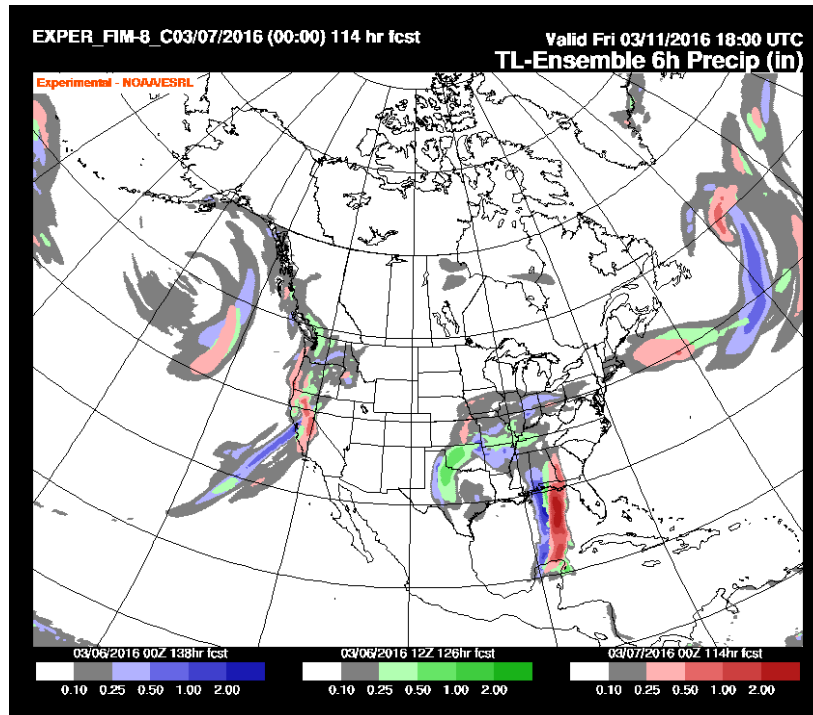 EXPER_FIM-8_C03/07/2016 (00:00) 114 hr fcst
Valid Fri 03/11/2016 18:00 UTC
TL-Ensemble 6h Precip (in)
Experimental - NOAA/ESRL
03/06/2016 00Z 138hr fcst 03/06/2016 12Z 126hr fcst 03/07/2016 00Z 114hr fcst
0.10 0.25 0.50 1.00 2.00 0.10 0.25 0.50 1.00 2.00 0.10 0.25 0.50 1.00 2.00